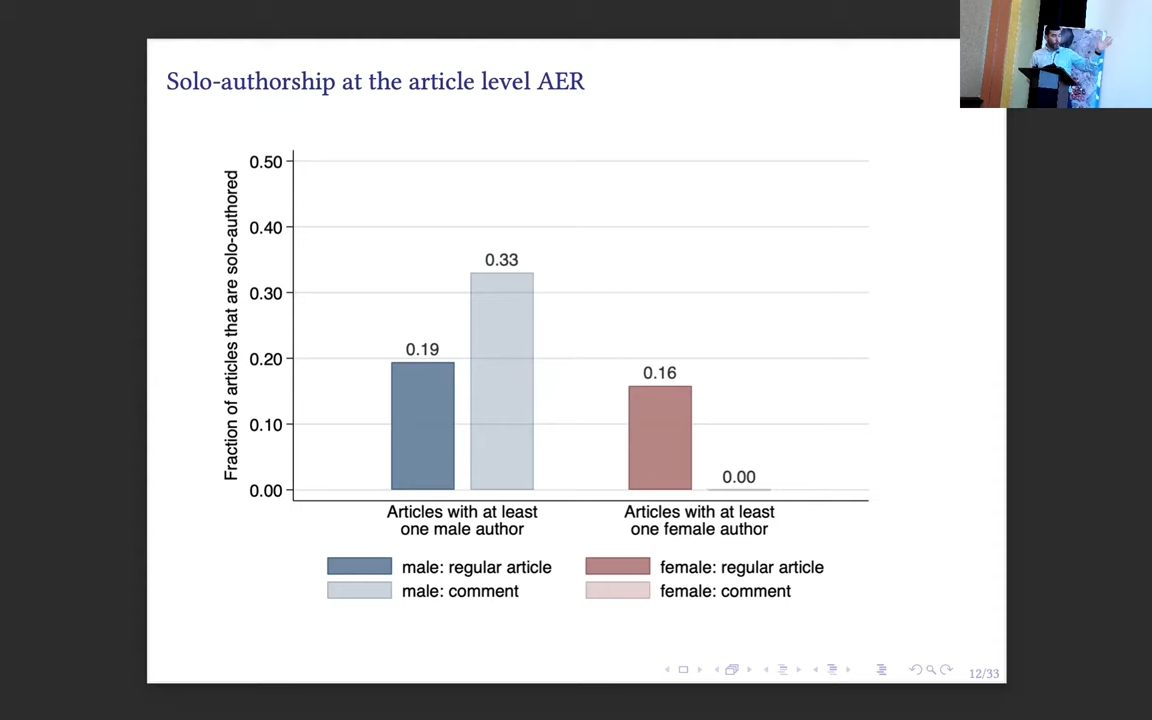 Solo-authorship at the article level AER
Fraction of articles that are solo-authored
0.50
0.40
0.30
0.20
0.10
0.00
0.19
0.33
0.16
0.00
Articles with at least
one male author
Articles with at least
one female author
male: regular article
female: regular article
male: comment
female: comment
12/33